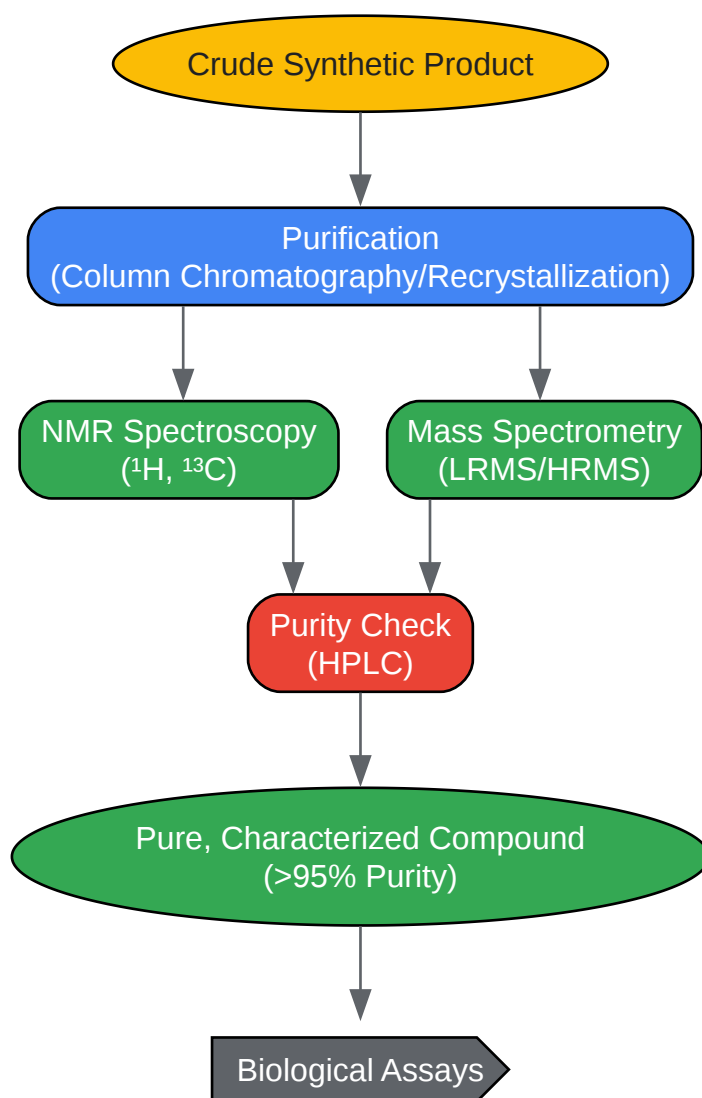 Crude Synthetic Product
Purification
(Column Chromatography/Recrystallization)
NMR Spectroscopy
(¹H, ¹³C)
Mass Spectrometry
(LRMS/HRMS)
Purity Check
(HPLC)
Pure, Characterized Compound
(>95% Purity)
Biological Assays